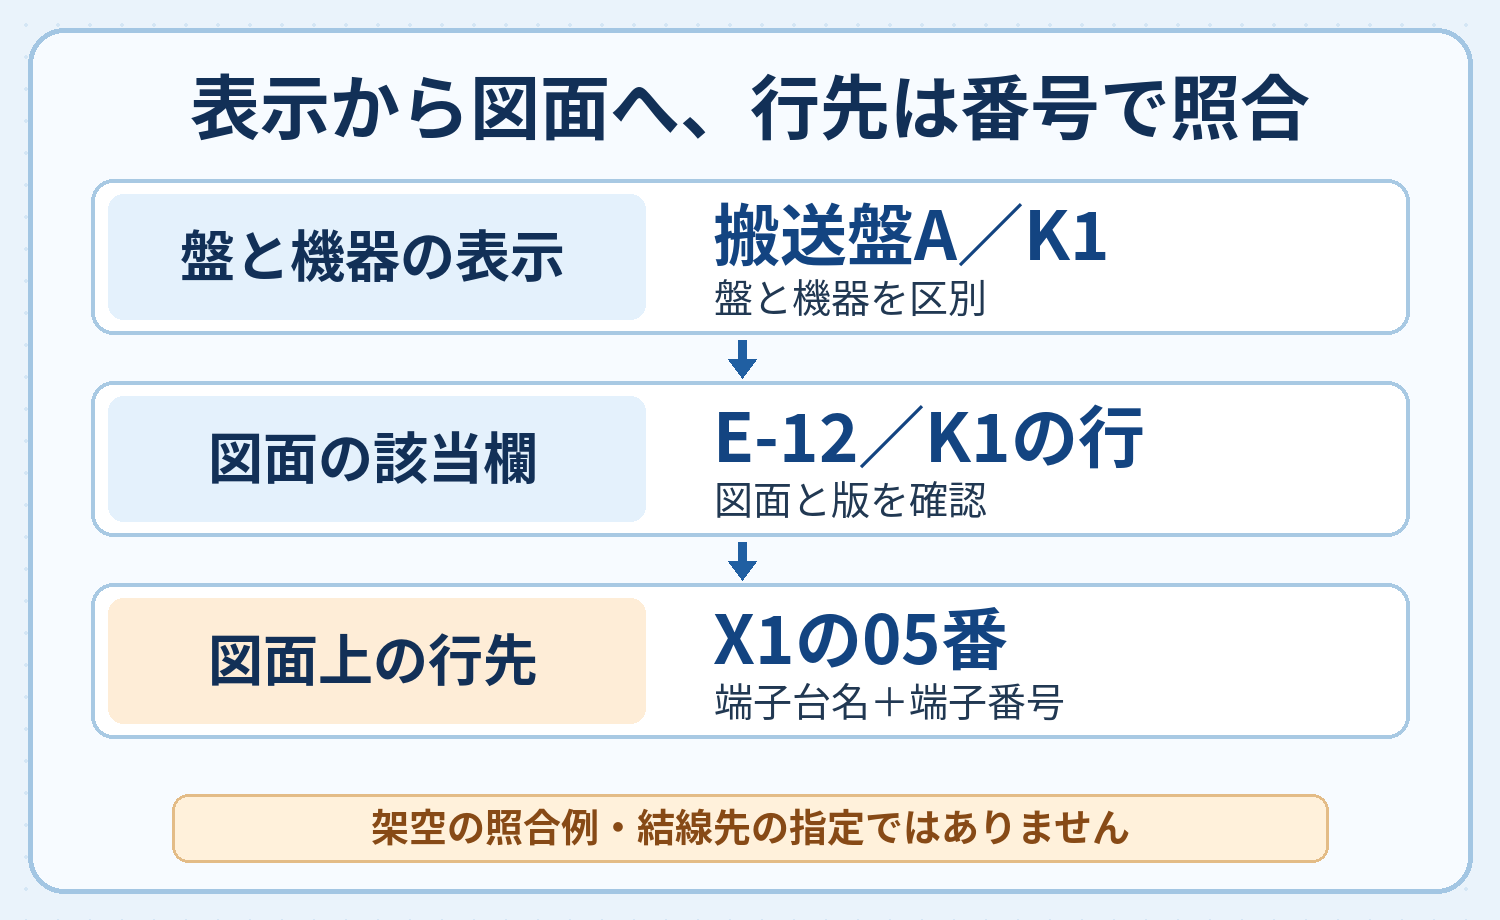 表示から図面へ、行先は番号で照合
盤と機器の表示
搬送盤A／K1
盤と機器を区別
図面の該当欄
E-12／K1の行
図面と版を確認
図面上の行先
X1の05番
端子台名＋端子番号
架空の照合例・結線先の指定ではありません